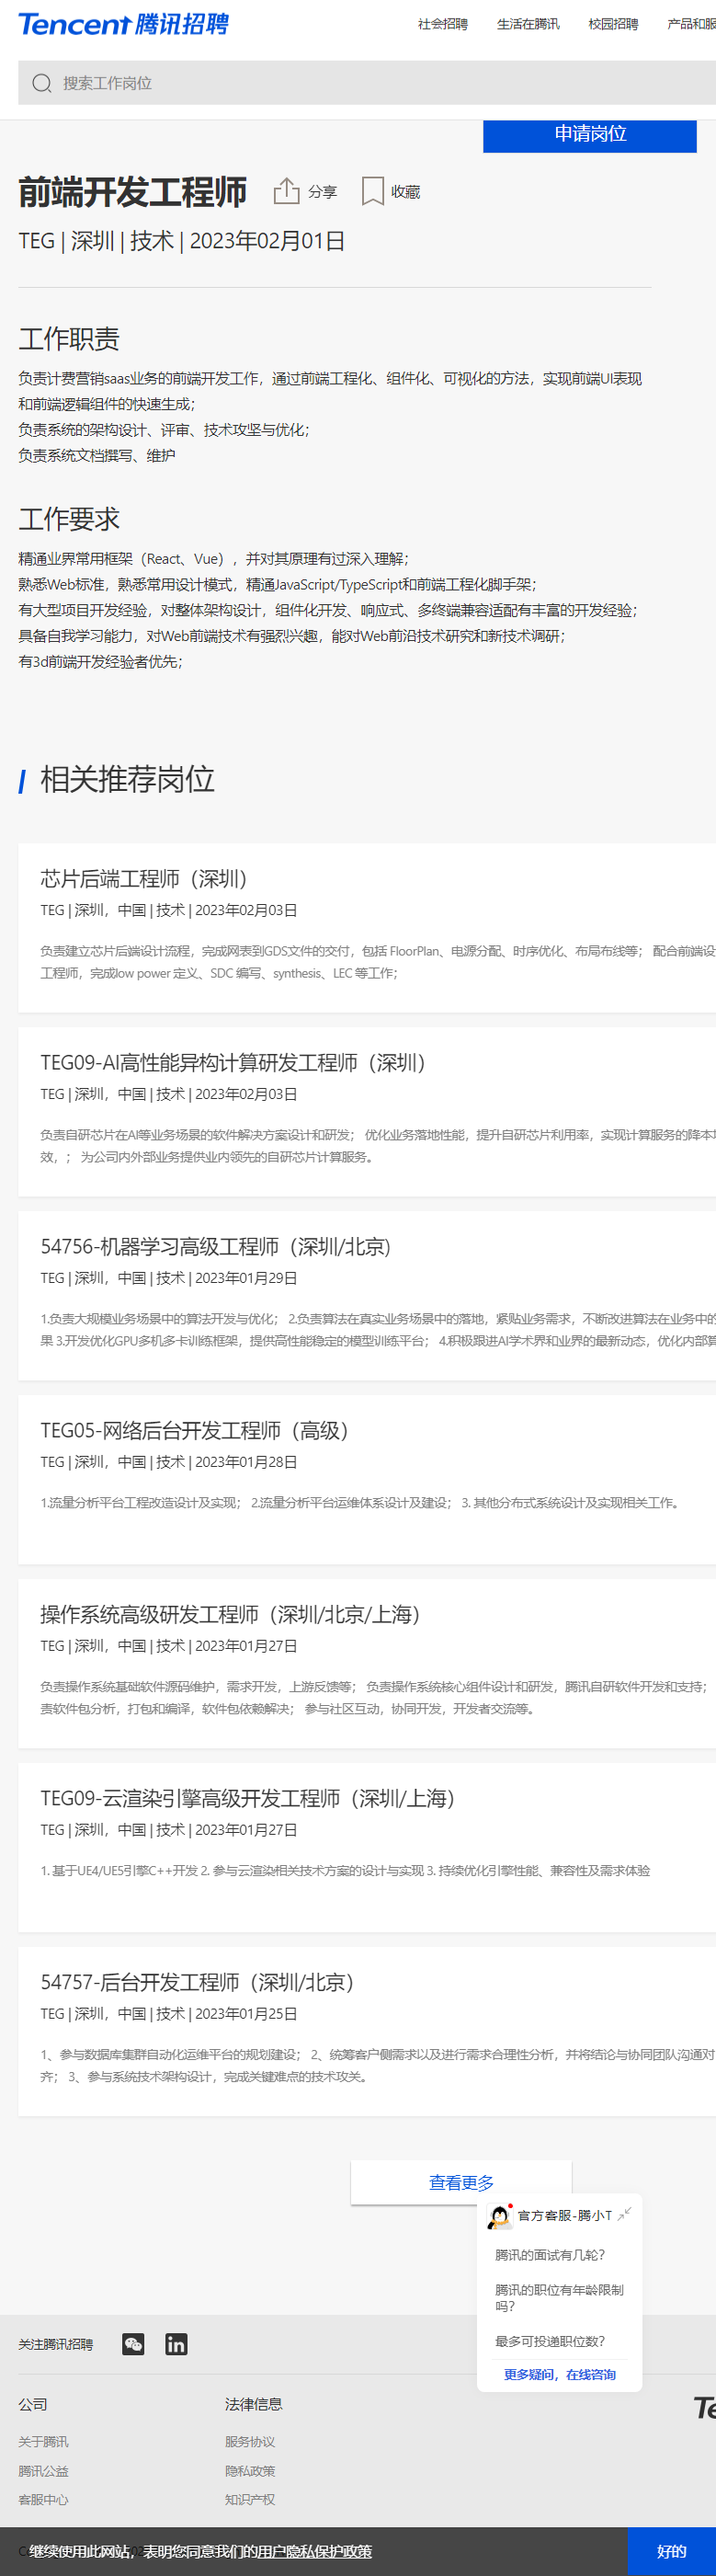 Tencent 腾讯招聘
社会招聘 生活在腾讯 校园招聘 产品和服
搜索工作岗位
申请岗位
前端开发工程师 分享 收藏
TEG | 深圳 | 技术 | 2023年02月01日
工作职责
负责计费营销saas业务的前端开发工作，通过前端工程化、组件化、可视化的方法，实现前端UI表现
和前端逻辑组件的快速生成；
负责系统的架构设计、评审、技术攻坚与优化；
负责系统文档撰写、维护
工作要求
精通业界常用框架（React、Vue），并对其原理有过深入理解；
熟悉Web标准，熟悉常用设计模式，精通JavaScript/TypeScript和前端工程化脚手架；
有大型项目开发经验，对整体架构设计，组件化开发、响应式、多终端兼容适配有丰富的开发经验；
具备自我学习能力，对Web前端技术有强烈兴趣，能对Web前沿技术研究和新技术调研；
有3d前端开发经验者优先；
相关推荐岗位
芯片后端工程师（深圳）
TEG | 深圳，中国 | 技术 | 2023年02月03日
负责建立芯片后端设计流程，完成网表到GDS文件的交付，包括 FloorPlan、电源分配、时序优化、布局布线等； 配合前端设
工程师，完成low power 定义、SDC 编写、synthesis、LEC 等工作；
TEG09-AI高性能异构计算研发工程师（深圳）
TEG | 深圳，中国 | 技术 | 2023年02月03日
负责自研芯片在AI等业务场景的软件解决方案设计和研发； 优化业务落地性能，提升自研芯片利用率，实现计算服务的降本
效，； 为公司内外部业务提供业内领先的自研芯片计算服务。
54756-机器学习高级工程师（深圳/北京)
TEG | 深圳，中国 | 技术 | 2023年01月29日
1.负责大规模业务场景中的算法开发与优化； 2.负责算法在真实业务场景中的落地，紧贴业务需求，不断改进算法在业务中的
果 3.开发优化GPU多机多卡训练框架，提供高性能稳定的模型训练平台； 4.积极跟进AI学术界和业界的最新动态，优化内部算
TEG05-网络后台开发工程师（高级）
TEG | 深圳，中国 | 技术 | 2023年01月28日
1.流量分析平台工程改造设计及实现； 2.流量分析平台运维体系设计及建设； 3. 其他分布式系统设计及实现相关工作。
操作系统高级研发工程师（深圳/北京/上海）
TEG | 深圳，中国 | 技术 | 2023年01月27日
负责操作系统基础软件源码维护，需求开发，上游反馈等； 负责操作系统核心组件设计和研发，腾讯自研软件开发和支持；
责软件包分析，打包和编译，软件包依赖解决； 参与社区互动，协同开发，开发者交流等。
TEG09-云渲染引擎高级开发工程师（深圳/上海）
TEG | 深圳，中国 | 技术 | 2023年01月27日
1. 基于UE4/UE5引擎C++开发 2. 参与云渲染相关技术方案的设计与实现 3. 持续优化引擎性能、兼容性及需求体验
54757-后台开发工程师（深圳/北京）
TEG | 深圳，中国 | 技术 | 2023年01月25日
1、参与数据库集群自动化运维平台的规划建设； 2、统筹客户侧需求以及进行需求合理性分析，并将结论与协同团队沟通对
齐； 3、参与系统技术架构设计，完成关键难点的技术攻关。
查看更多
官方客服-腾小T
腾讯的面试有几轮？
腾讯的职位有年龄限制
吗？
最多可投递职位数？
更多疑问，在线咨询
关注腾讯招聘
公司 法律信息
Te
关于腾讯 服务协议
腾讯公益 隐私政策
客服中心 知识产权
继续使用此网站，表明您同意我们的用户隐私保护政策 好的